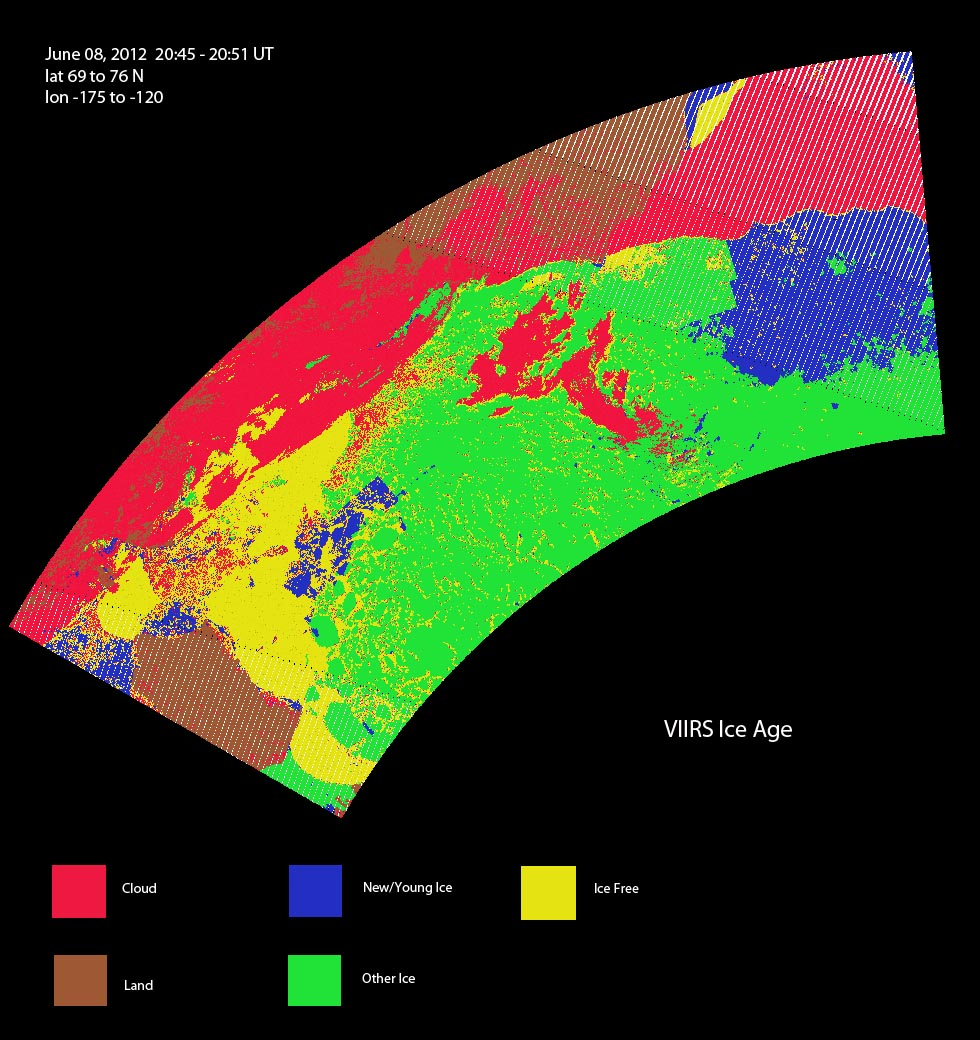 June 08, 2012  20:45 - 20:51 UT
lat 69 to 76 N
lon -175 to -120
VIIRS Ice Age
Cloud
New/Young Ice
Ice Free
Land
Other Ice